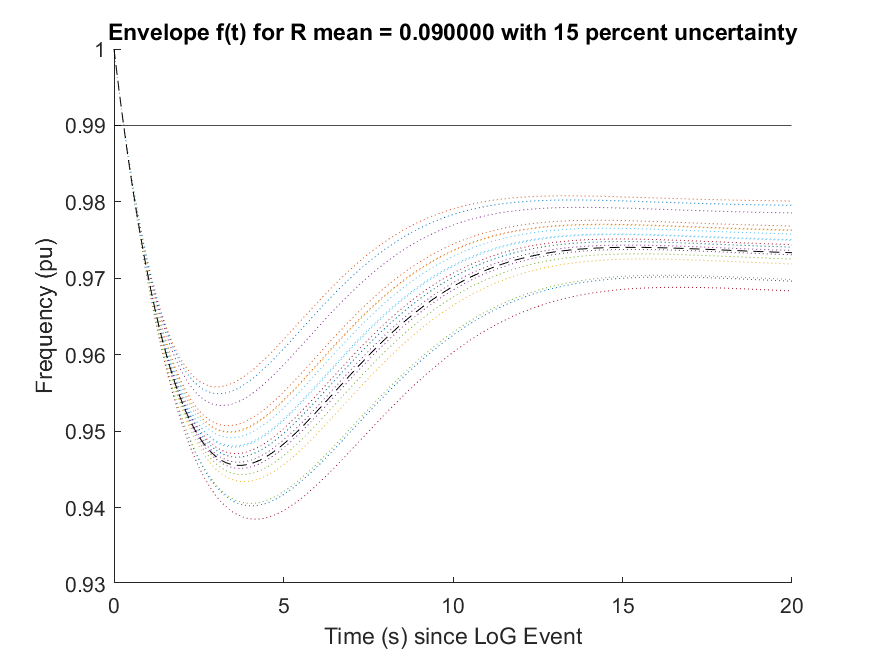 Envelope f(t) for R mean = 0.090000 with 15 percent uncertainty
1
0.99
0.98
0.97
0.96
0.95
0.94
0.93
Frequency (pu)
0 5 10 15 20
Time (s) since LoG Event